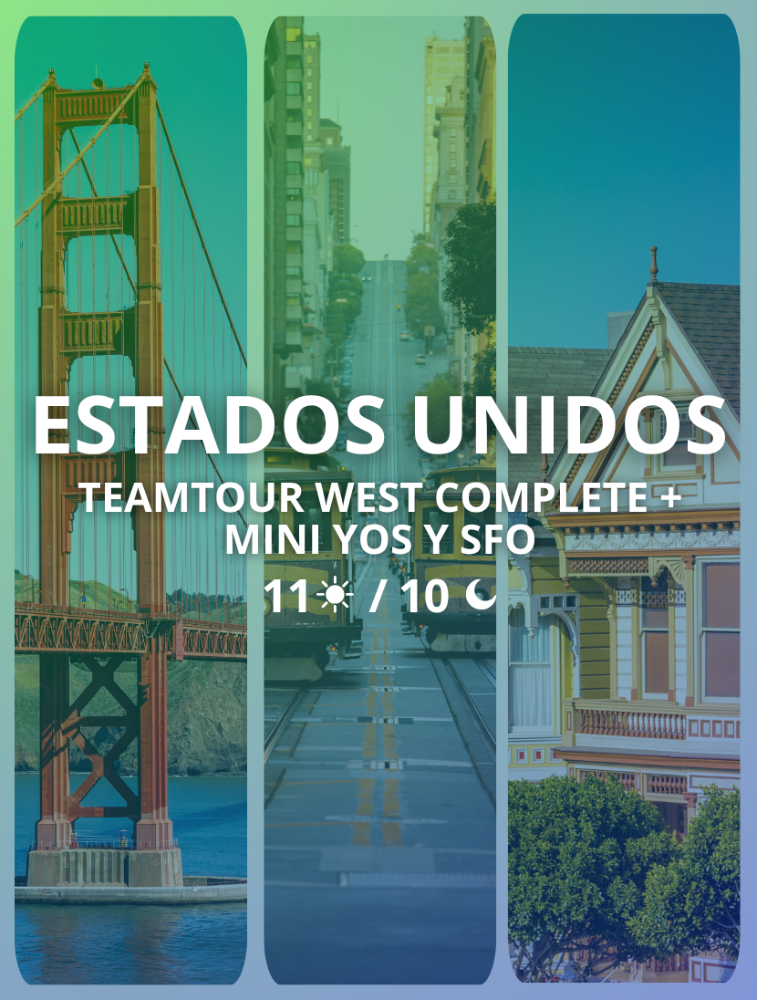 ESTADOS UNIDOS
TEAMTOUR WEST COMPLETE +
MINI YOS Y SFO
11☀ / 10 ☾